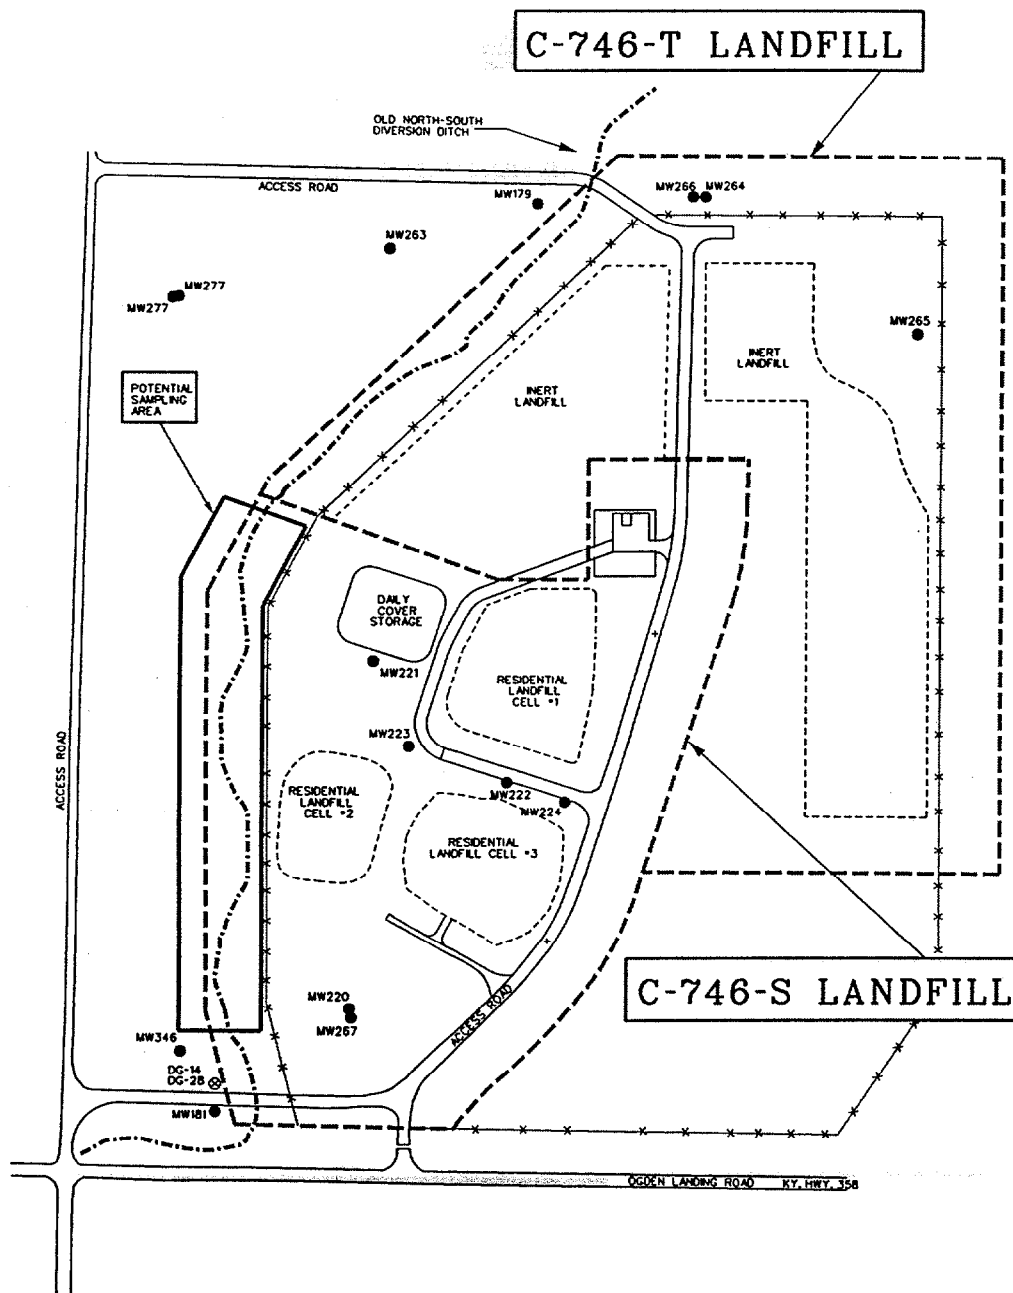 C-746-T LANDFILL
OLD NORTH-SOUTH
DIVERSION DITCH
ACCESS ROAD
MW179
MW266
MW264
MW263
MW277
MW277
MW265
INERT
LANDFILL
INERT
LANDFILL
POTENTIAL
SAMPLING
AREA
DAILY
COVER
STORAGE
MW221
RESIDENTIAL
LANDFILL
CELL #1
MW223
ACCESS ROAD
MW222
MW224
RESIDENTIAL
LANDFILL
CELL #2
RESIDENTIAL
LANDFILL CELL #3
C-746-S LANDFILL
MW220
MW267
ACCESS ROAD
MW346
DG-14
DG-28
MW181
OGDEN LANDING ROAD KY. HWY. 358